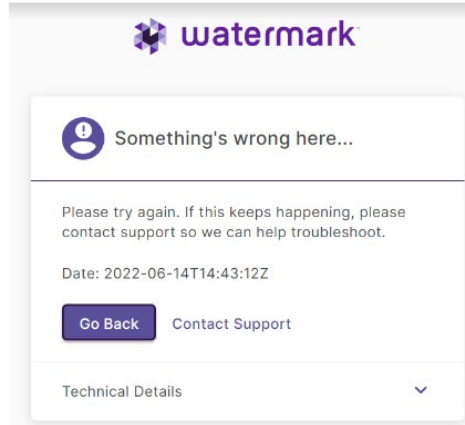 watermark
Something's wrong here...
Please try again. If this keeps happening, please
contact support so we can help troubleshoot.
Date: 2022-06-14T14:43:12Z
Go Back Contact Support
Technical Details